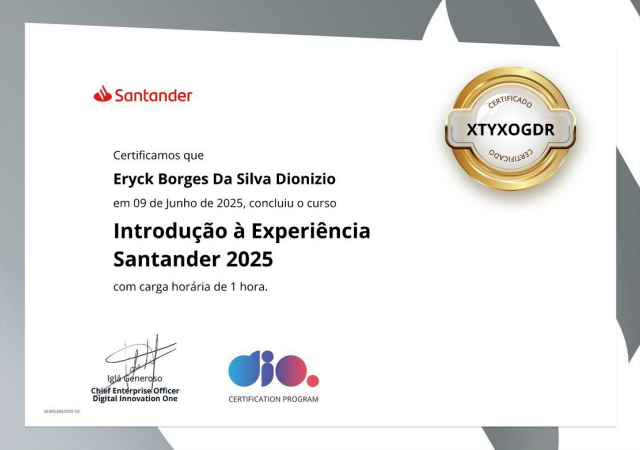 Santander
CERTIFICADO
XTYXOGDR
CERTIFICADO
Certificamos que
Eryck Borges Da Silva Dionizio
em 09 de Junho de 2025, concluiu o curso
Introdução à Experiência
Santander 2025
com carga horária de 1 hora.
Iglá Generoso
Chief Enterprise Officer
Digital Innovation One
dio.
CERTIFICATION PROGRAM